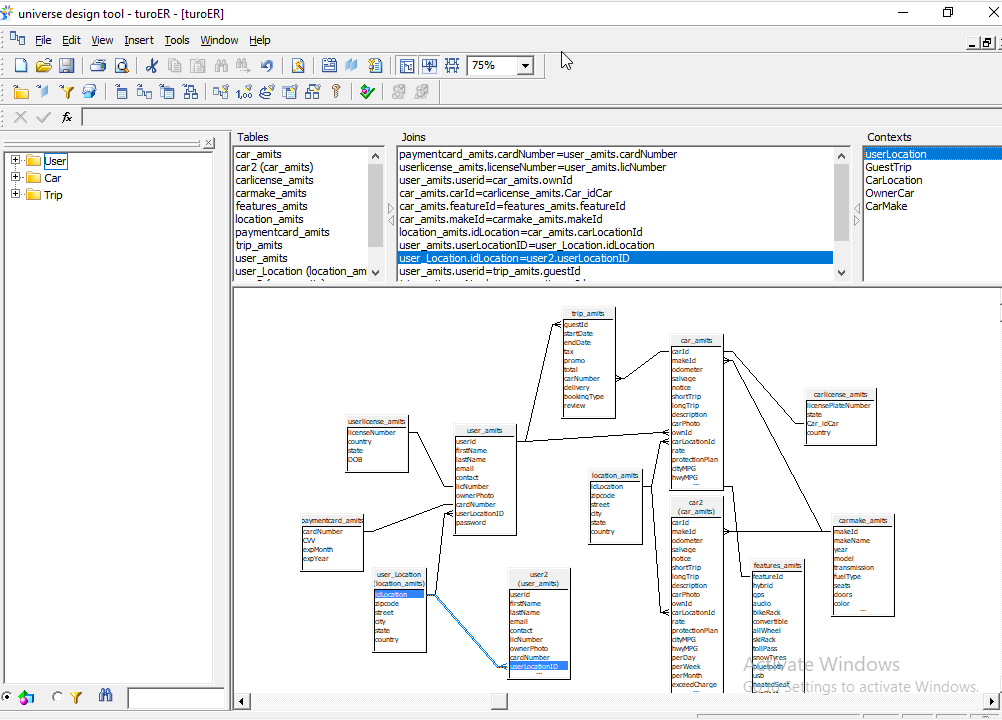 universe design tool - turoER - [turoER]
File Edit View Insert Tools Window Help
75%
fx
User
Car
Trip
Tables
car_amits
car2 (car_amits)
carlicense_amits
carmake_amits
features_amits
location_amits
paymentcard_amits
trip_amits
user_amits
user_Location (location_am
Joins
paymentcard_amits.cardNumber=user_amits.cardNumber
userlicense_amits.licenseNumber=user_amits.licNumber
user_amits.userid=car_amits.ownId
car_amits.carId=carlicense_amits.Car_idCar
car_amits.featureId=features_amits.featureId
car_amits.makeId=carmake_amits.makeId
location_amits.idLocation=car_amits.carLocationId
user_amits.userLocationID=user_Location.idLocation
user_Location.idLocation=user2.userLocationID
user_amits.userid=trip_amits.guestId
Contexts
userLocation
GuestTrip
CarLocation
OwnerCar
CarMake
trip_amits
guestId
startDate
endDate
tax
promo
total
carNumber
delivery
bookingType
review
car_amits
carId
makeId
odometer
salvage
notice
shortTrip
longTrip
description
carPhoto
ownId
carLocationId
rate
protectionPlan
cityMPG
hwyMPG
...
carlicense_amits
licensePlateNumber
state
Car_idCar
country
userlicense_amits
licenseNumber
country
state
DOB
user_amits
userid
firstName
lastName
email
contact
licNumber
ownerPhoto
cardNumber
userLocationID
password
location_amits
idLocation
zipcode
street
city
state
country
paymentcard_amits
cardNumber
CVV
expMonth
expYear
car2
(car_amits)
carId
makeId
odometer
salvage
notice
shortTrip
longTrip
description
carPhoto
ownId
carLocationId
rate
protectionPlan
cityMPG
hwyMPG
perDay
perWeek
perMonth
exceedCharge
carmake_amits
makeId
makeName
year
model
transmission
fuelType
seats
doors
color
...
user_Location
(location_amits)
idLocation
zipcode
street
city
state
country
user2
(user_amits)
userid
firstName
lastName
email
contact
licNumber
ownerPhoto
cardNumber
userLocationID
...
features_amits
featureId
hybrid
gps
audio
bikeRack
convertible
allWheel
skiRack
tollPass
snowTyres
bluetooth
usb
heatedSeat
Activate Windows
Go to Settings to activate Windows.